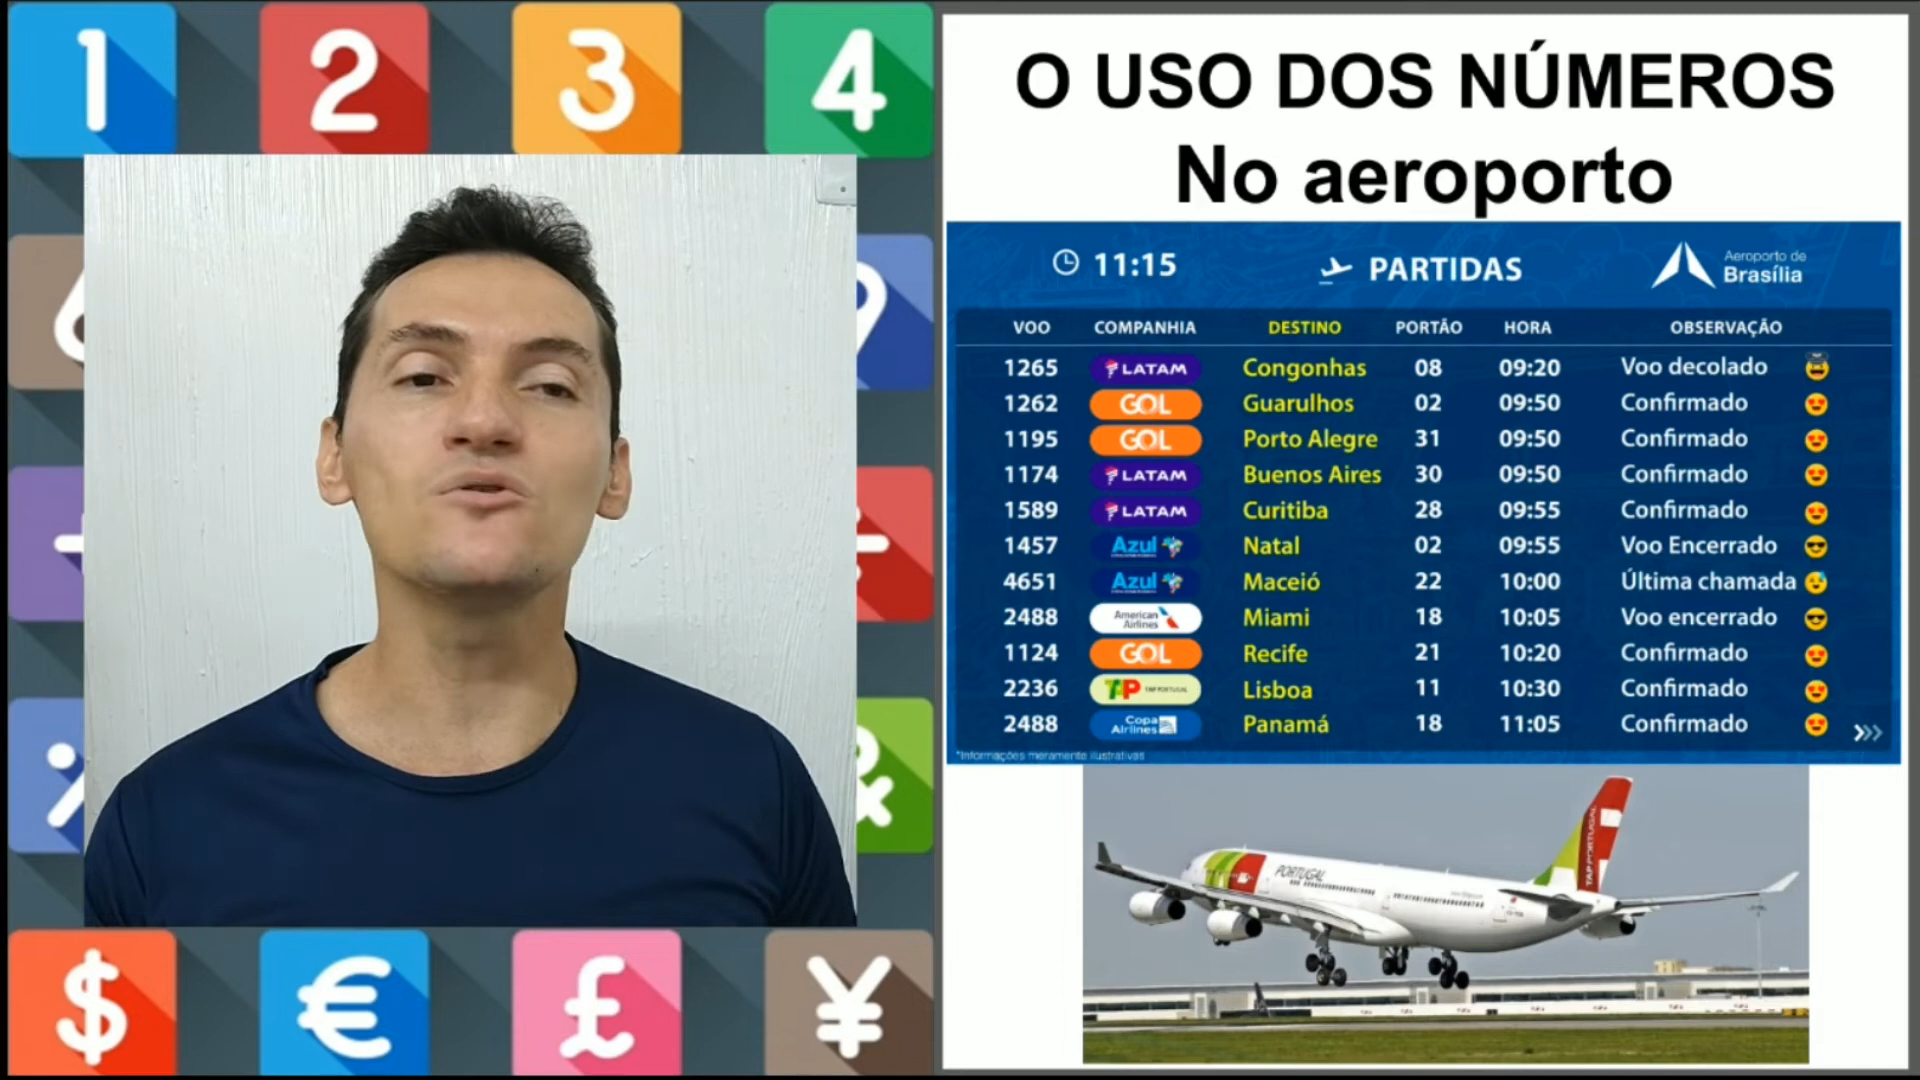 1
2
3
4
$
€
£
¥
O USO DOS NÚMEROS
No aeroporto
11:15 PARTIDAS Aeroporto de
Brasília
VOO COMPANHIA DESTINO PORTÃO HORA OBSERVAÇÃO
1265 LATAM Congonhas 08 09:20 Voo decolado
1262 GOL Guarulhos 02 09:50 Confirmado
1195 GOL Porto Alegre 31 09:50 Confirmado
1174 LATAM Buenos Aires 30 09:50 Confirmado
1589 LATAM Curitiba 28 09:55 Confirmado
1457 Azul Natal 02 09:55 Voo Encerrado
4651 Azul Maceió 22 10:00 Última chamada
2488 American Airlines Miami 18 10:05 Voo encerrado
1124 GOL Recife 21 10:20 Confirmado
2236 TAP PORTUGAL Lisboa 11 10:30 Confirmado
2488 Copa Airlines Panamá 18 11:05 Confirmado
*Informações meramente ilustrativas
PORTUGAL
TAP PORTUGAL